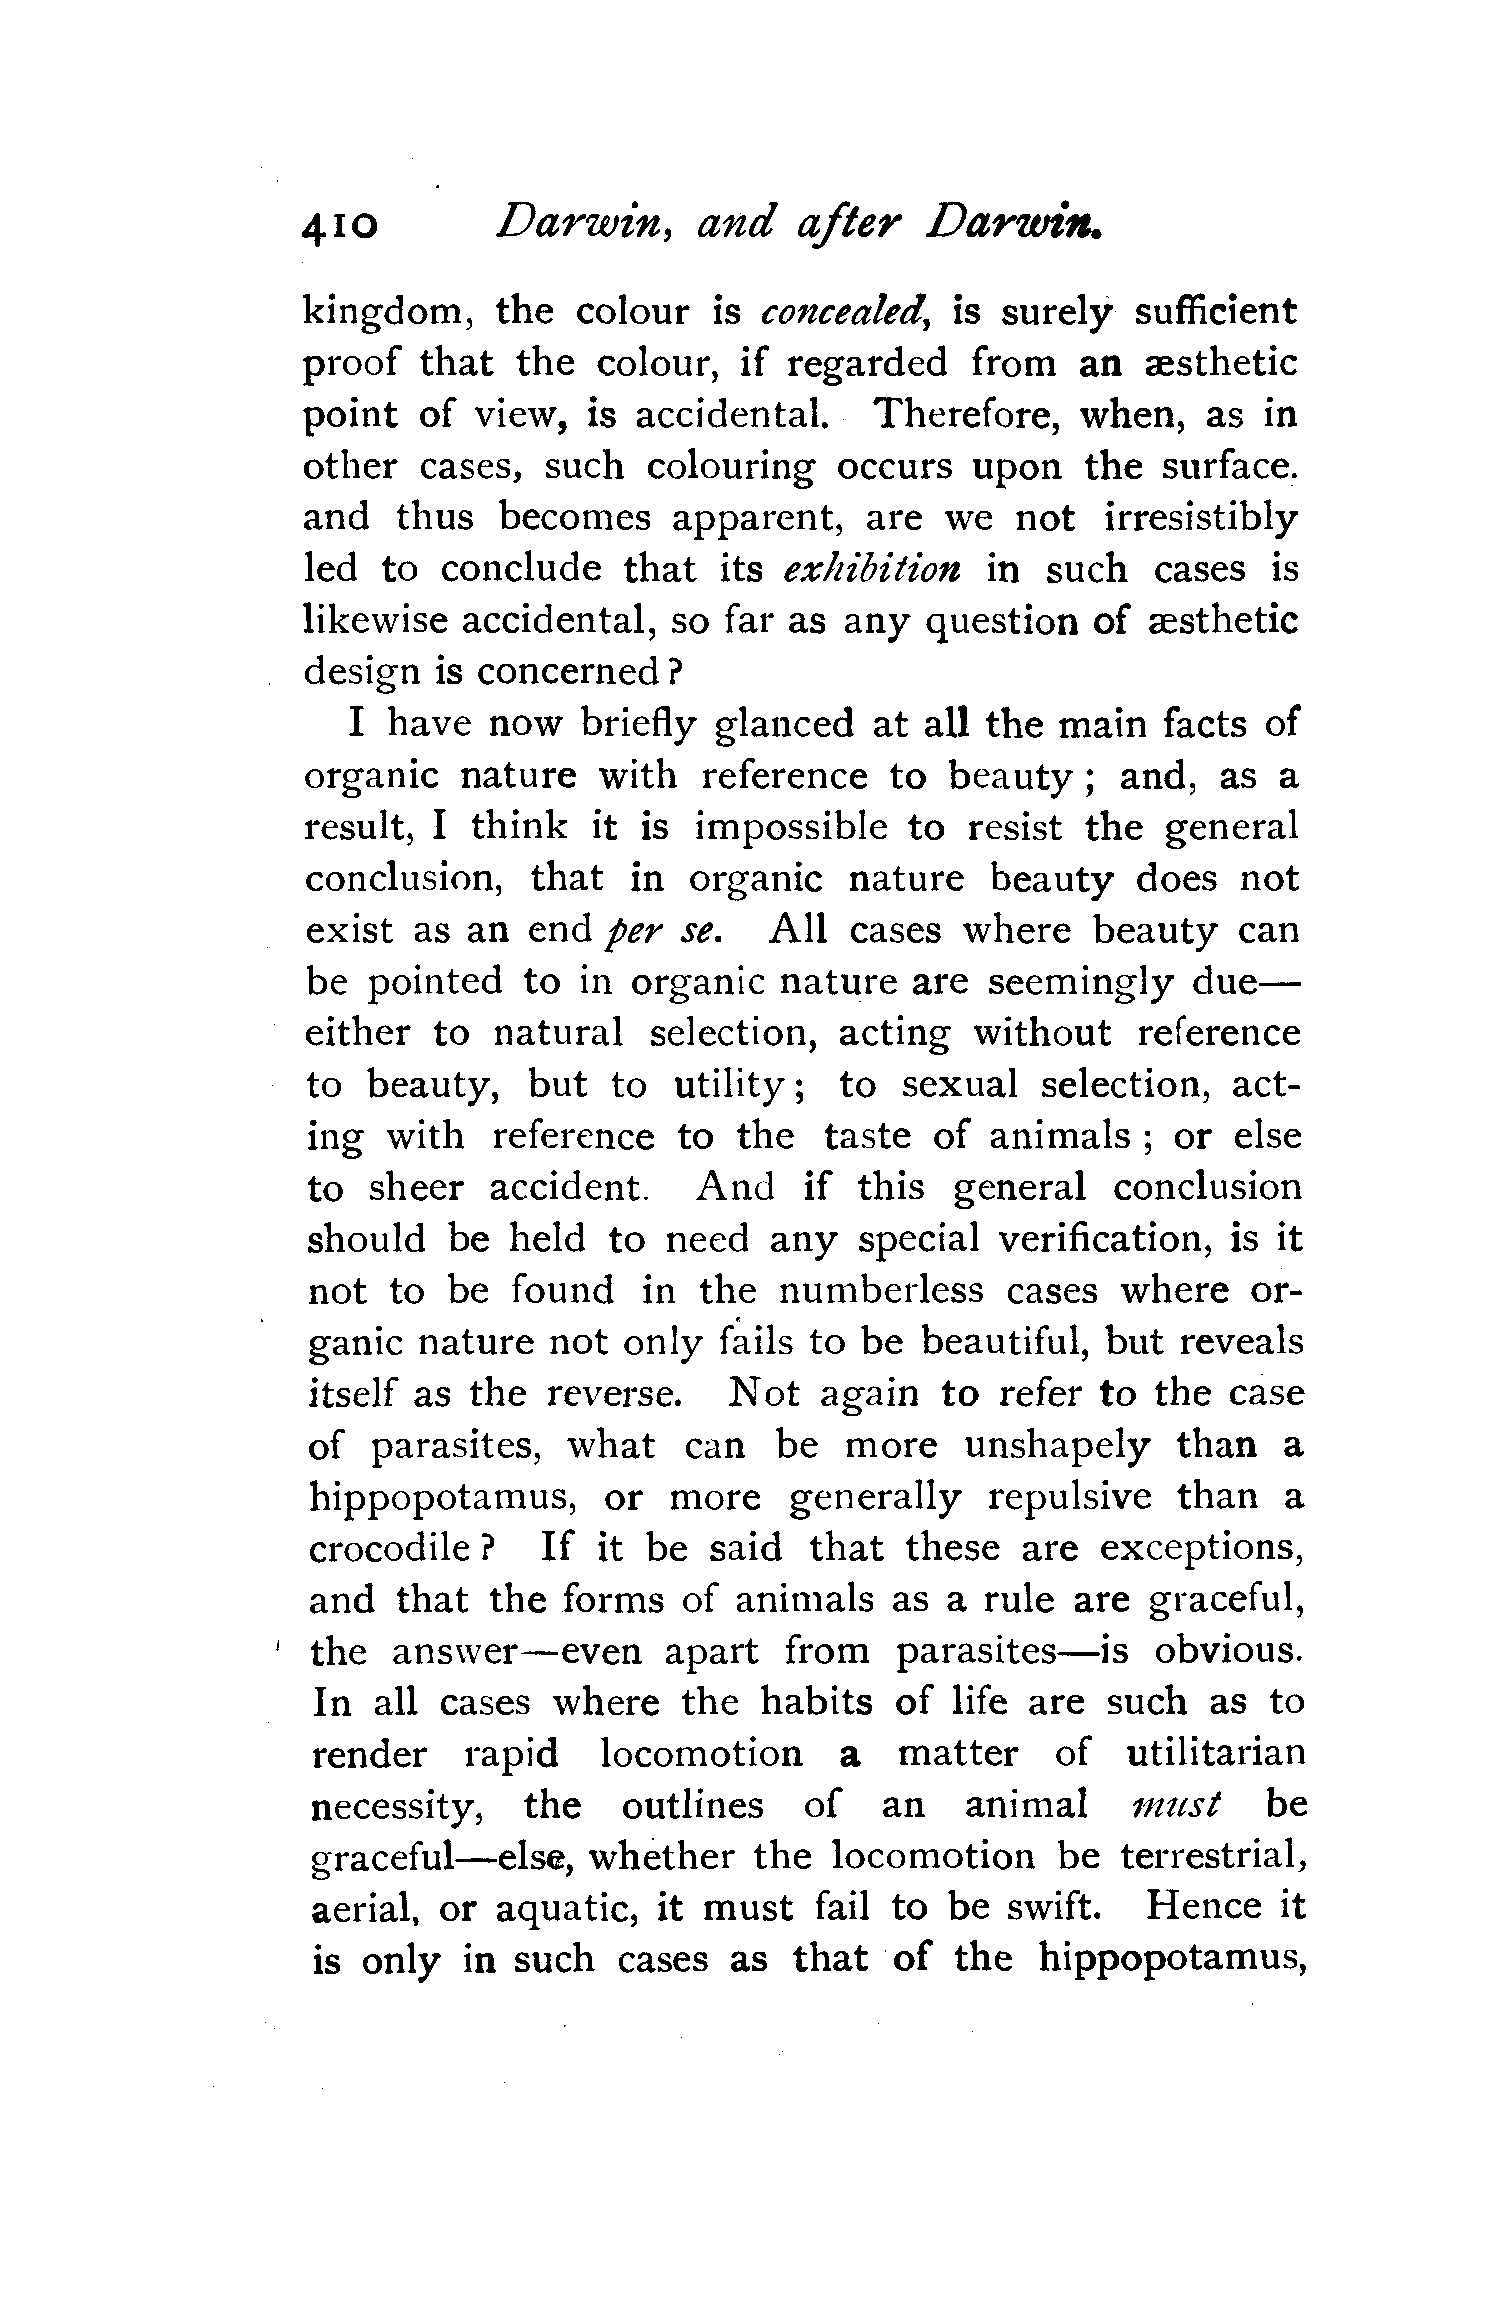 410 Darwin, and after Darwin.
kingdom, the colour is concealed, is surely sufficient
proof that the colour, if regarded from an æsthetic
point of view, is accidental. Therefore, when, as in
other cases, such colouring occurs upon the surface.
and thus becomes apparent, are we not irresistibly
led to conclude that its exhibition in such cases is
likewise accidental, so far as any question of æsthetic
design is concerned?
I have now briefly glanced at all the main facts of
organic nature with reference to beauty; and, as a
result, I think it is impossible to resist the general
conclusion, that in organic nature beauty does not
exist as an end per se. All cases where beauty can
be pointed to in organic nature are seemingly due—
either to natural selection, acting without reference
to beauty, but to utility; to sexual selection, act-
ing with reference to the taste of animals; or else
to sheer accident. And if this general conclusion
should be held to need any special verification, is it
not to be found in the numberless cases where or-
ganic nature not only fails to be beautiful, but reveals
itself as the reverse. Not again to refer to the case
of parasites, what can be more unshapely than a
hippopotamus, or more generally repulsive than a
crocodile? If it be said that these are exceptions,
and that the forms of animals as a rule are graceful,
the answer—even apart from parasites—is obvious.
In all cases where the habits of life are such as to
render rapid locomotion a matter of utilitarian
necessity, the outlines of an animal must be
graceful—else, whether the locomotion be terrestrial,
aerial, or aquatic, it must fail to be swift. Hence it
is only in such cases as that of the hippopotamus,